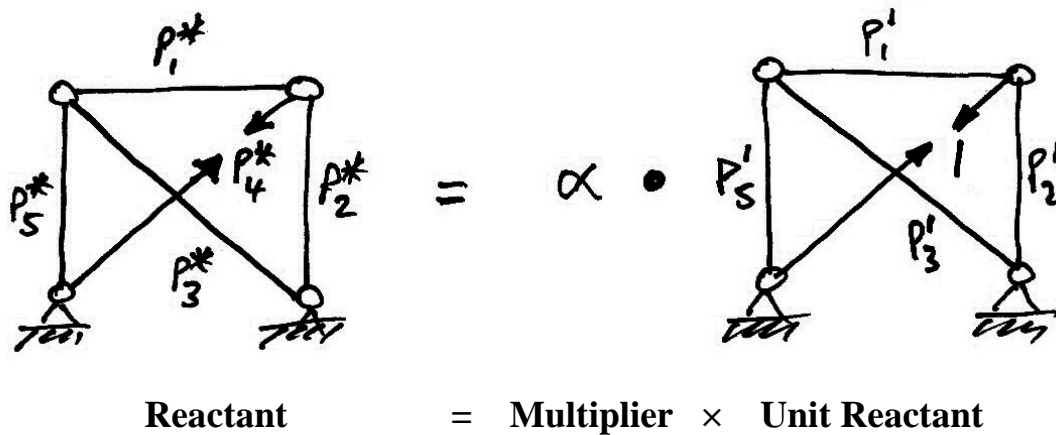 P₁*
P₅* P₄* P₂*
P₃*
= α •
P₁'
P₅' 1 P₂'
P₃'
Reactant = Multiplier × Unit Reactant